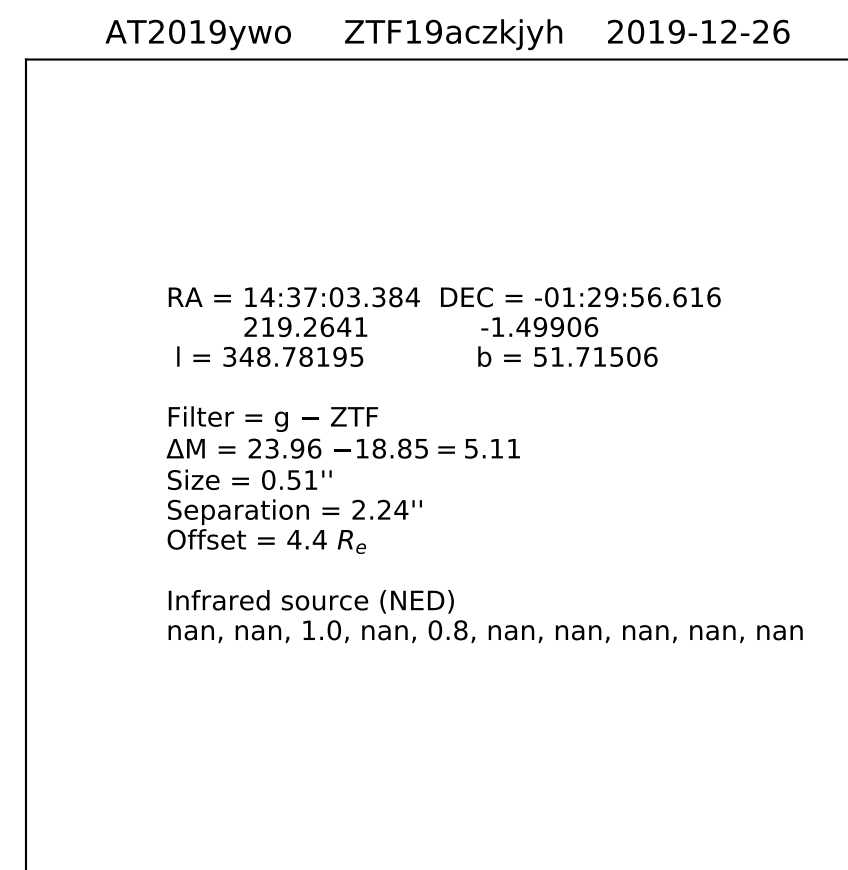 AT2019ywo ZTF19aczkjyh 2019-12-26
RA = 14:37:03.384 DEC = -01:29:56.616
219.2641 -1.49906
l = 348.78195 b = 51.71506
Filter = g − ZTF
ΔM = 23.96 −18.85 = 5.11
Size = 0.51''
Separation = 2.24''
Offset = 4.4 Re
Infrared source (NED)
nan, nan, 1.0, nan, 0.8, nan, nan, nan, nan, nan